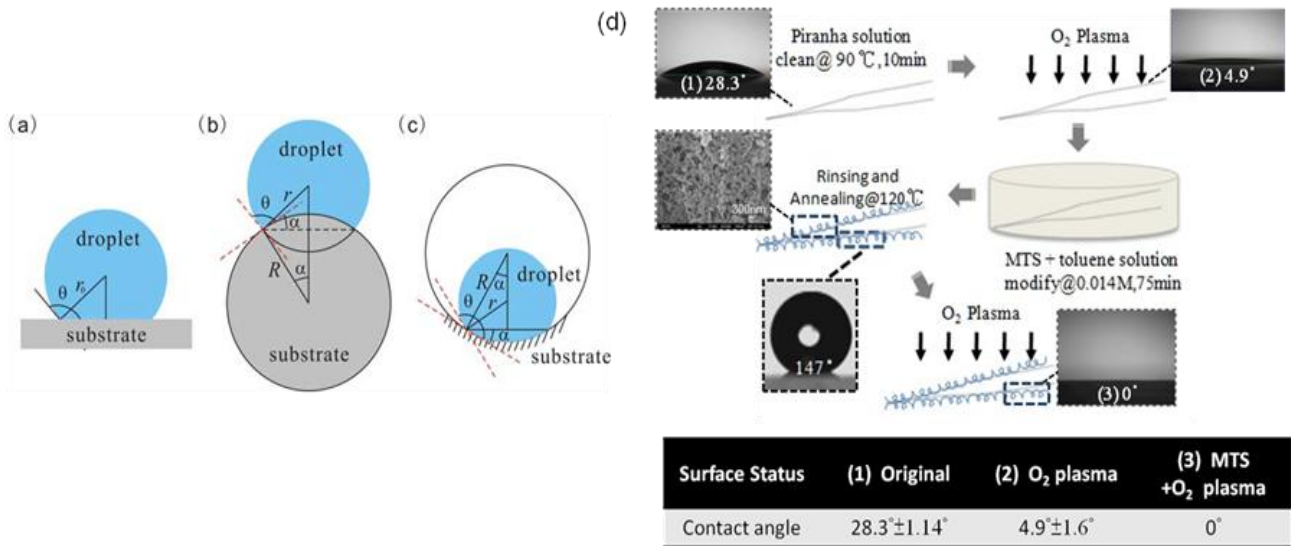 (a)
droplet
θ
r₀
substrate
(b)
droplet
θ
r
α
R
α
substrate
(c)
R
α
droplet
θ
r
α
substrate
(d)
(1) 28.3°
Piranha solution
clean@ 90 ℃,10min
O₂ Plasma
(2) 4.9°
300nm
Rinsing and
Annealing@120℃
MTS + toluene solution
modify@0.014M,75min
147°
O₂ Plasma
(3) 0°
Surface Status (1) Original (2) O₂ plasma (3) MTS +O₂ plasma
Contact angle 28.3°±1.14° 4.9°±1.6° 0°